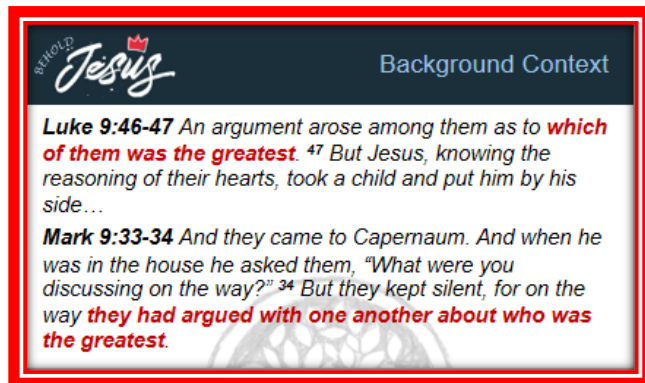 BEHOLD
Jesus
Background Context
Luke 9:46-47 An argument arose among them as to which
of them was the greatest. 47 But Jesus, knowing the
reasoning of their hearts, took a child and put him by his
side…
Mark 9:33-34 And they came to Capernaum. And when he
was in the house he asked them, “What were you
discussing on the way?” 34 But they kept silent, for on the
way they had argued with one another about who was
the greatest.